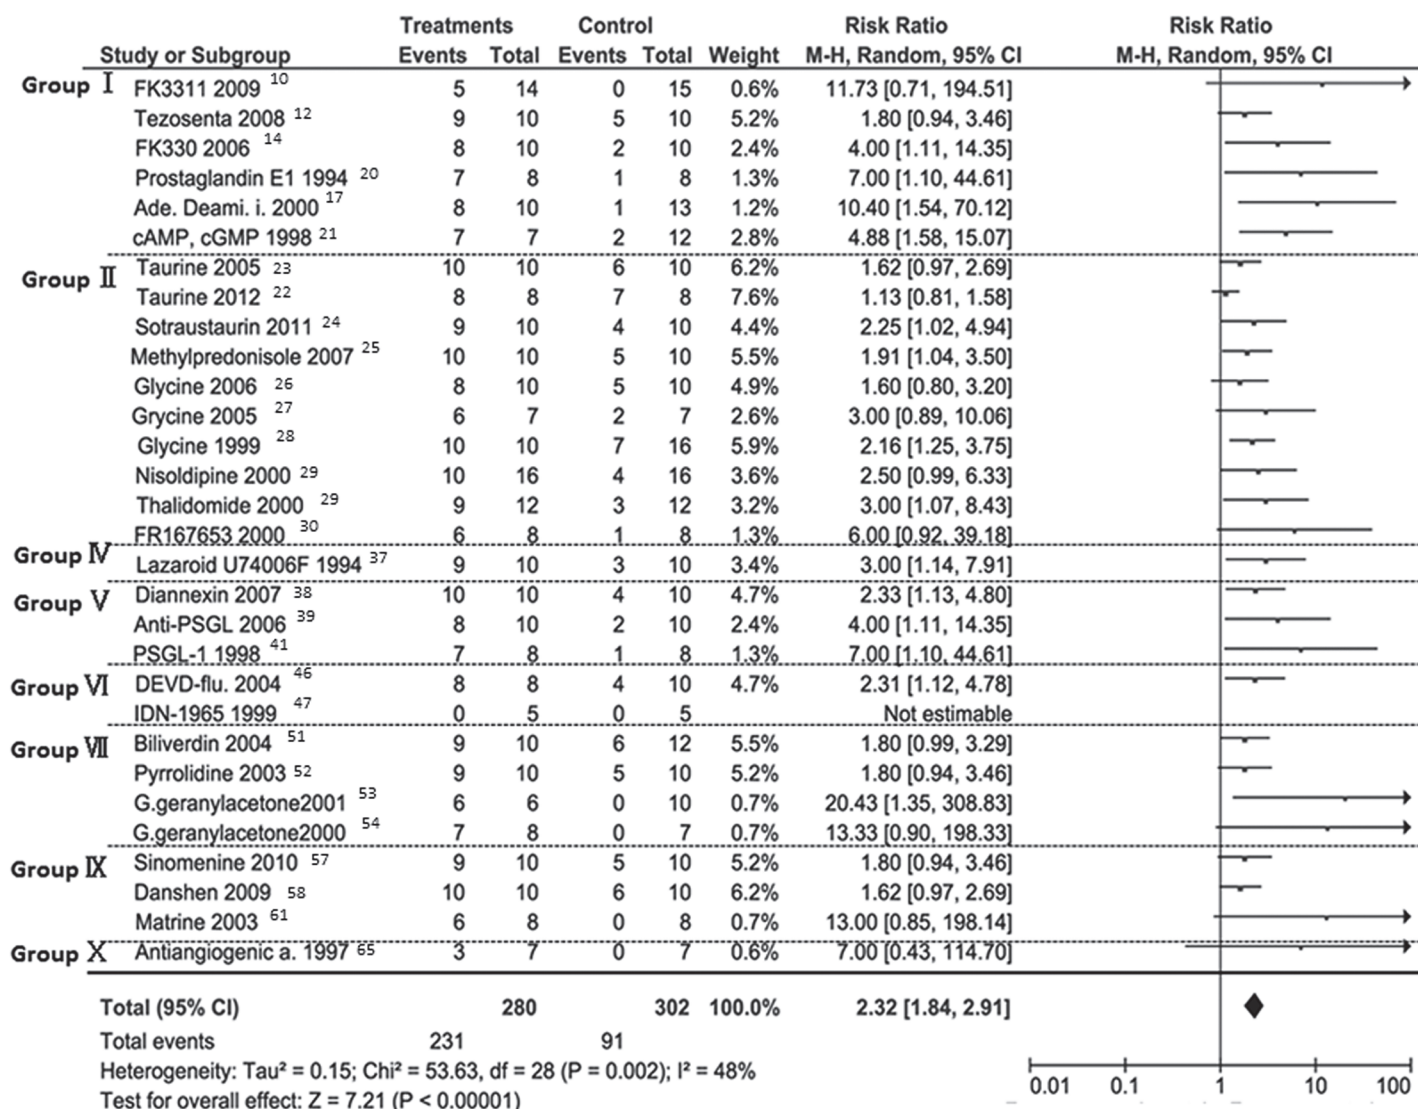 Treatments Control Risk Ratio Risk Ratio
Study or Subgroup Events Total Events Total Weight M-H, Random, 95% CI M-H, Random, 95% CI
Group Ⅰ FK3311 2009 10 5 14 0 15 0.6% 11.73 [0.71, 194.51]
Tezosenta 2008 12 9 10 5 10 5.2% 1.80 [0.94, 3.46]
FK330 2006 14 8 10 2 10 2.4% 4.00 [1.11, 14.35]
Prostaglandin E1 1994 20 7 8 1 8 1.3% 7.00 [1.10, 44.61]
Ade. Deami. i. 2000 17 8 10 1 13 1.2% 10.40 [1.54, 70.12]
cAMP, cGMP 1998 21 7 7 2 12 2.8% 4.88 [1.58, 15.07]
Group Ⅱ Taurine 2005 23 10 10 6 10 6.2% 1.62 [0.97, 2.69]
Taurine 2012 22 8 8 7 8 7.6% 1.13 [0.81, 1.58]
Sotraustaurin 2011 24 9 10 4 10 4.4% 2.25 [1.02, 4.94]
Methylpredonisole 2007 25 10 10 5 10 5.5% 1.91 [1.04, 3.50]
Glycine 2006 26 8 10 5 10 4.9% 1.60 [0.80, 3.20]
Grycine 2005 27 6 7 2 7 2.6% 3.00 [0.89, 10.06]
Glycine 1999 28 10 10 7 16 5.9% 2.16 [1.25, 3.75]
Nisoldipine 2000 29 10 16 4 16 3.6% 2.50 [0.99, 6.33]
Thalidomide 2000 29 9 12 3 12 3.2% 3.00 [1.07, 8.43]
FR167653 2000 30 6 8 1 8 1.3% 6.00 [0.92, 39.18]
Group Ⅳ Lazaroid U74006F 1994 37 9 10 3 10 3.4% 3.00 [1.14, 7.91]
Group Ⅴ Diannexin 2007 38 10 10 4 10 4.7% 2.33 [1.13, 4.80]
Anti-PSGL 2006 39 8 10 2 10 2.4% 4.00 [1.11, 14.35]
PSGL-1 1998 41 7 8 1 8 1.3% 7.00 [1.10, 44.61]
Group Ⅵ DEVD-flu. 2004 46 8 8 4 10 4.7% 2.31 [1.12, 4.78]
IDN-1965 1999 47 0 5 0 5 Not estimable
Group Ⅶ Biliverdin 2004 51 9 10 6 12 5.5% 1.80 [0.99, 3.29]
Pyrrolidine 2003 52 9 10 5 10 5.2% 1.80 [0.94, 3.46]
G.geranylacetone2001 53 6 6 0 10 0.7% 20.43 [1.35, 308.83]
G.geranylacetone2000 54 7 8 0 7 0.7% 13.33 [0.90, 198.33]
Group Ⅸ Sinomenine 2010 57 9 10 5 10 5.2% 1.80 [0.94, 3.46]
Danshen 2009 58 10 10 6 10 6.2% 1.62 [0.97, 2.69]
Matrine 2003 61 6 8 0 8 0.7% 13.00 [0.85, 198.14]
Group Ⅹ Antiangiogenic a. 1997 65 3 7 0 7 0.6% 7.00 [0.43, 114.70]
Total (95% CI) 280 302 100.0% 2.32 [1.84, 2.91]
Total events 231 91
Heterogeneity: Tau² = 0.15; Chi² = 53.63, df = 28 (P = 0.002); I² = 48%
Test for overall effect: Z = 7.21 (P < 0.00001)
0.01 0.1 1 10 100